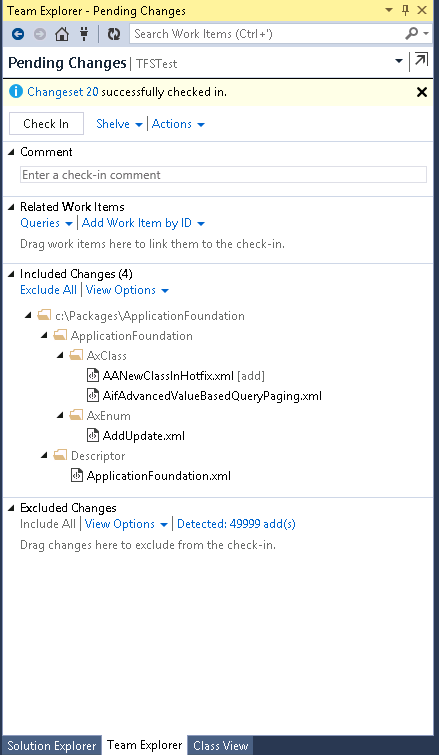 Team Explorer - Pending Changes
Search Work Items (Ctrl+')
Pending Changes | TFSTest
Changeset 20 successfully checked in.
Check In Shelve | Actions
Comment
Enter a check-in comment
Related Work Items
Queries | Add Work Item by ID
Drag work items here to link them to the check-in.
Included Changes (4)
Exclude All | View Options
c:\Packages\ApplicationFoundation
ApplicationFoundation
AxClass
AANewClassInHotfix.xml [add]
AifAdvancedValueBasedQueryPaging.xml
AxEnum
AddUpdate.xml
Descriptor
ApplicationFoundation.xml
Excluded Changes
Include All | View Options | Detected: 49999 add(s)
Drag changes here to exclude from the check-in.
Solution Explorer Team Explorer Class View